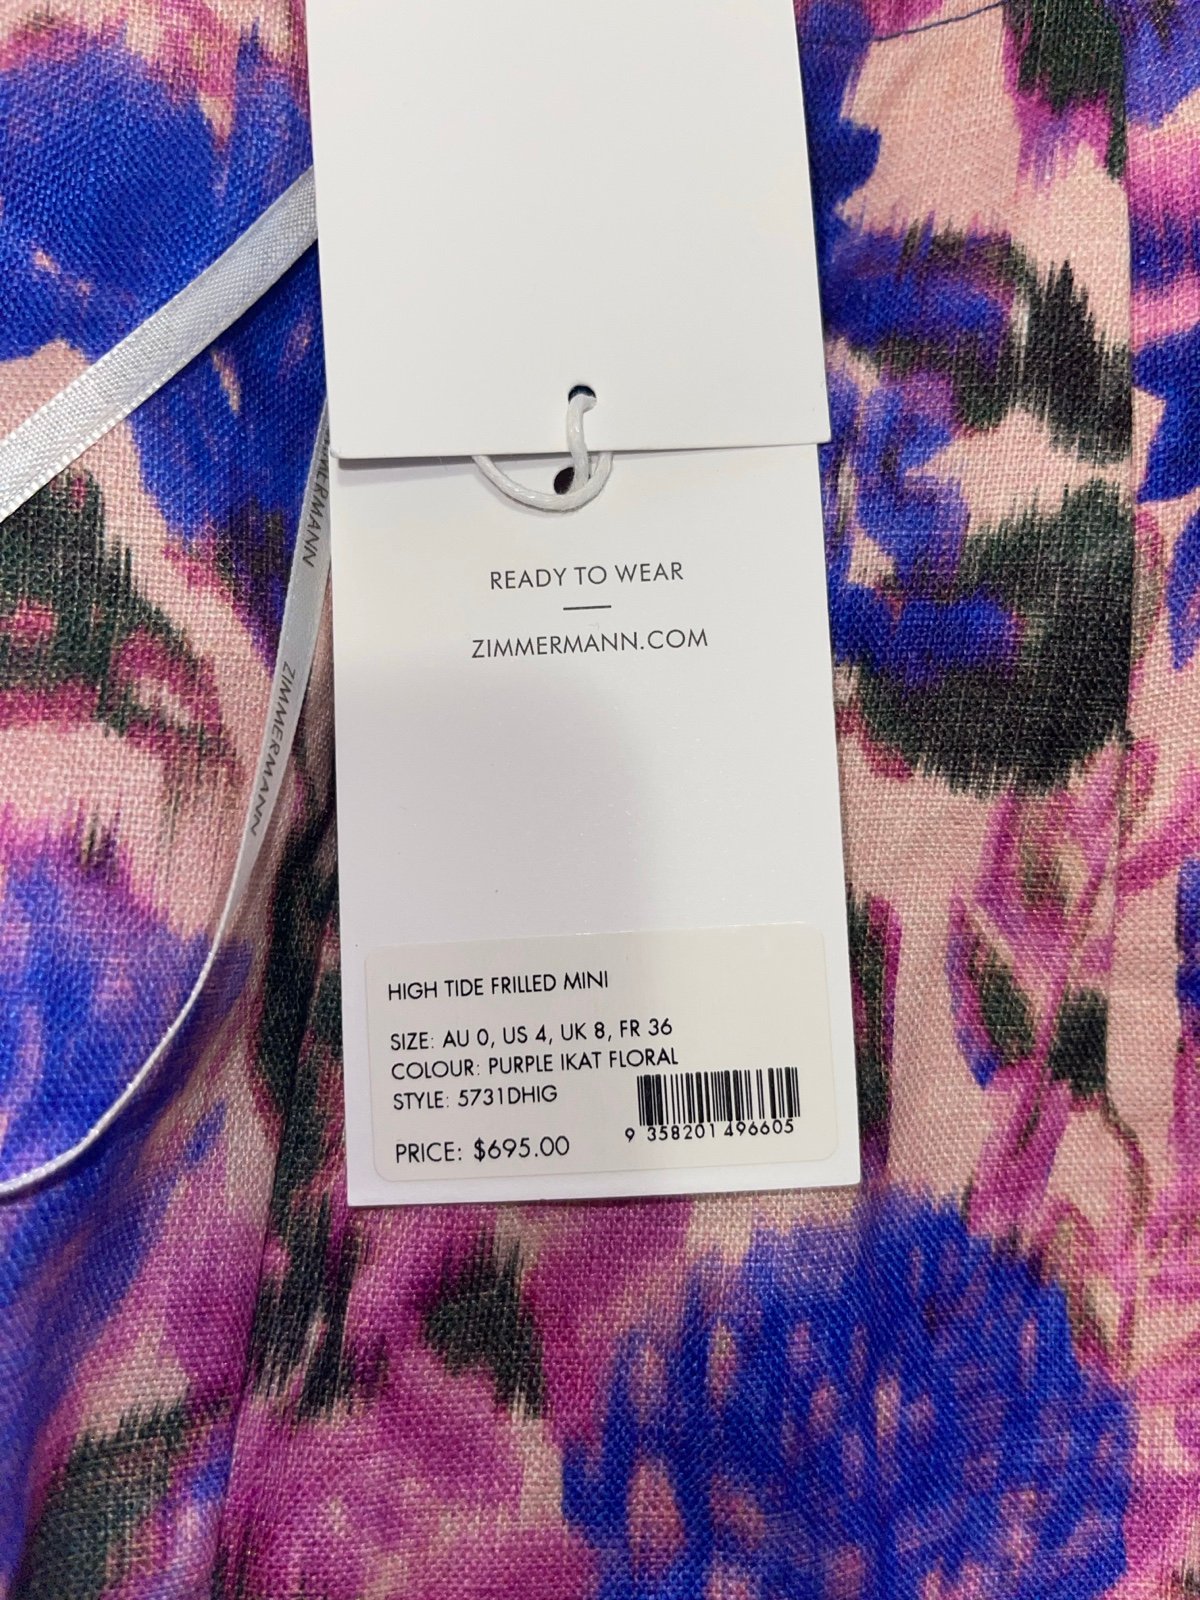 READY TO WEAR
ZIMMERMANN.COM
ZIMMERMANN
HIGH TIDE FRILLED MINI
SIZE: AU 0, US 4, UK 8, FR 36
COLOUR: PURPLE IKAT FLORAL
STYLE: 5731DHIG
9 358201 496605
PRICE: $695.00